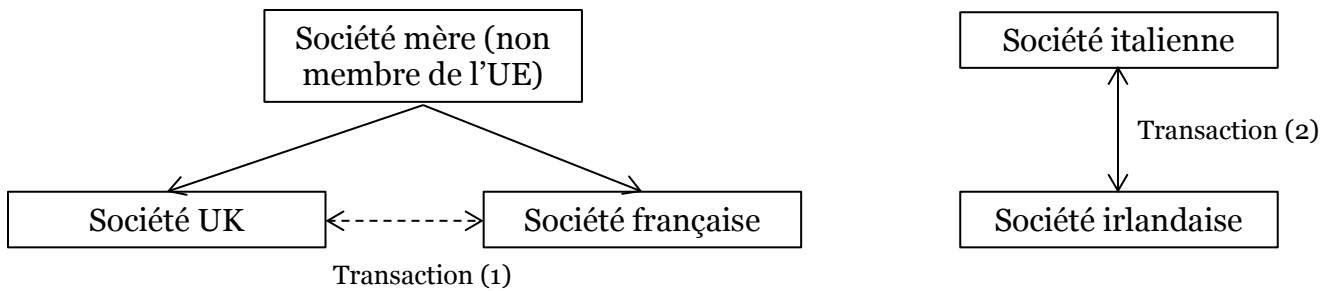 Société mère (non
membre de l'UE)
Société italienne
Transaction (2)
Société UK
Société française
Société irlandaise
Transaction (1)